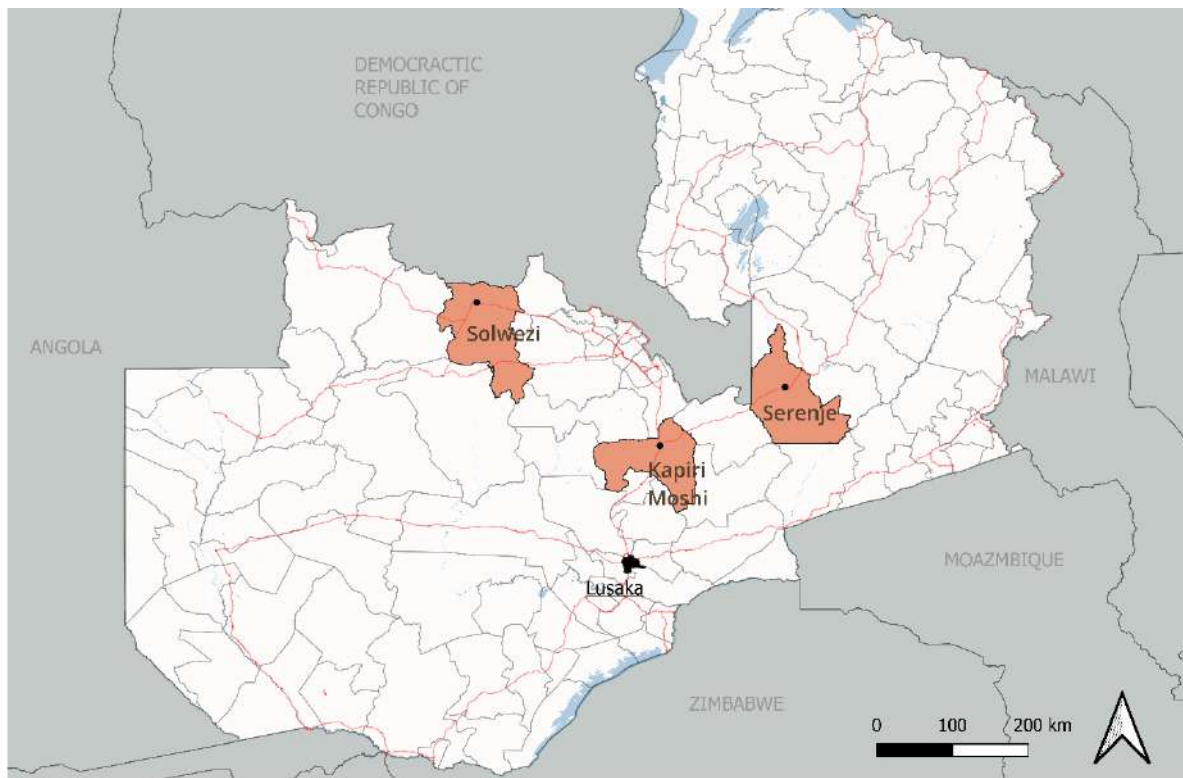 DEMOCRACTIC
REPUBLIC OF
CONGO
Solwezi
ANGOLA
MALAWI
Serenje
Kapiri
Moshi
MOAZMBIQUE
Lusaka
ZIMBABWE
0 100 200 km